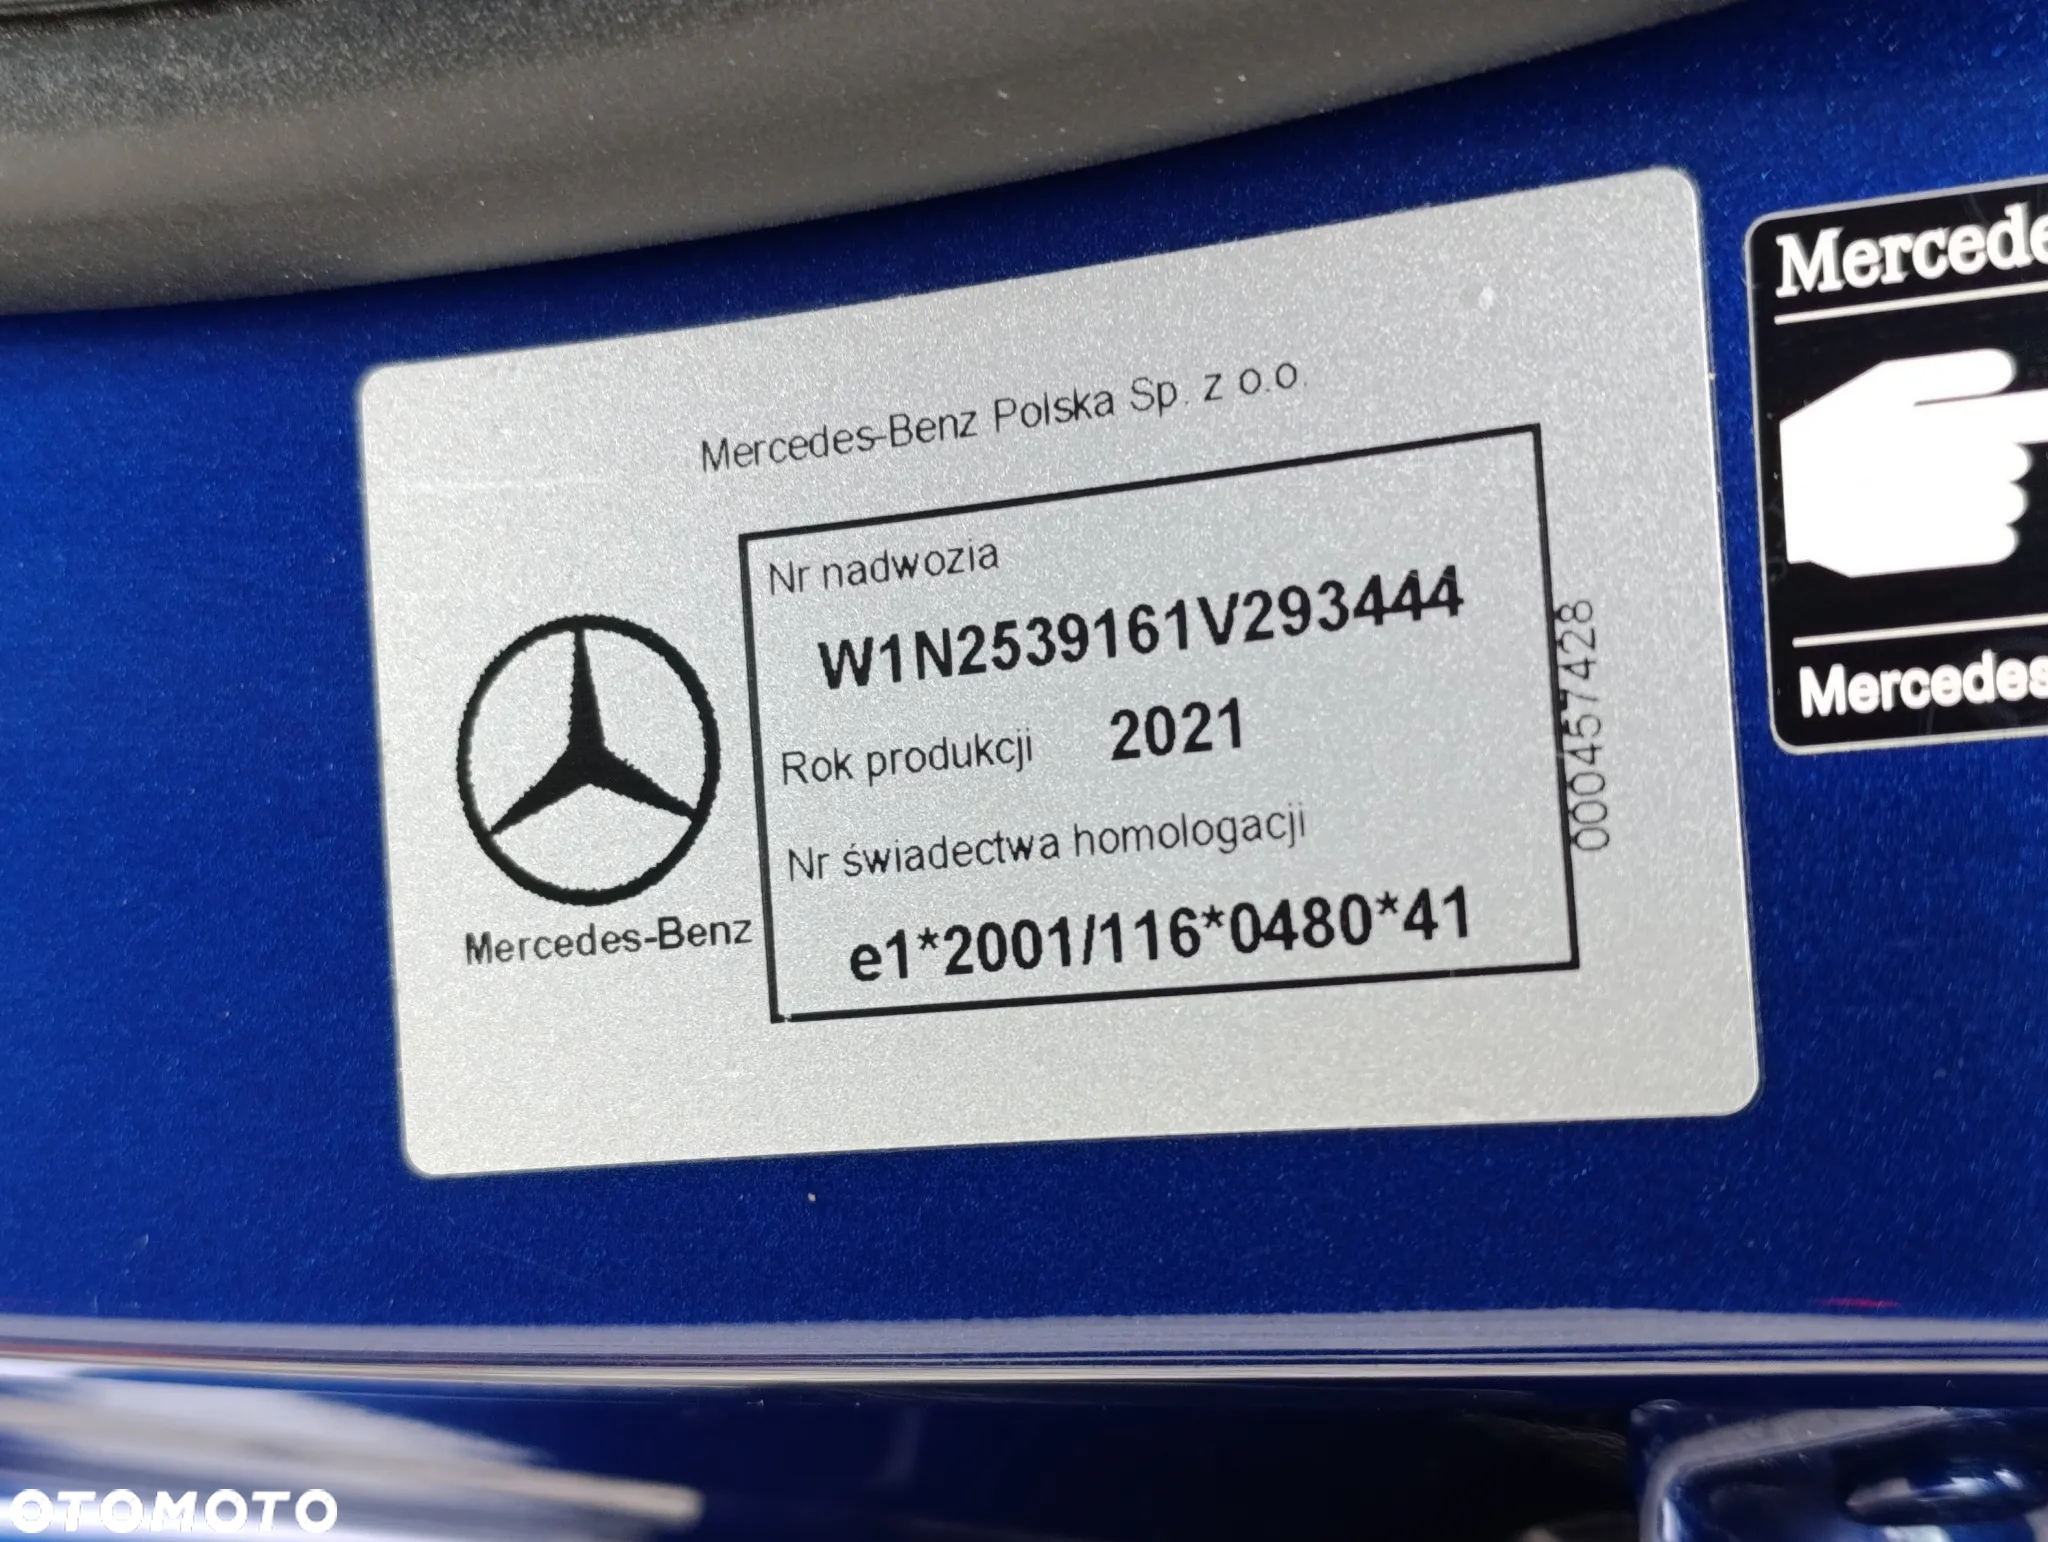 Mercedes-Benz Polska Sp. z o.o.
Nr nadwozia
W1N2539161V293444
Rok produkcji 2021
Nr świadectwa homologacji
e1*2001/116*0480*41
Mercedes-Benz
0000457428
Mercede
Mercedes
OTOMOTO